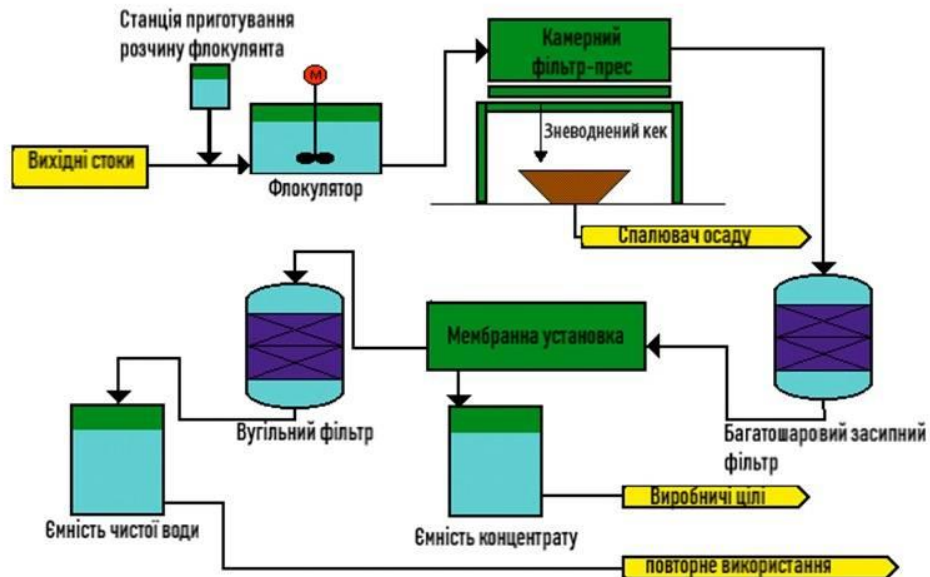 Станція приготування
розчину флокулянта
М
Камерний
фільтр-прес
Зневоднений кек
Вихідні стоки
Флокулятор
Спалювач осаду
Мембранна установка
Вугільний фільтр
Багатошаровий засипний
фільтр
Виробничі цілі
Ємність чистої води
Ємність концентрату
повторне використання